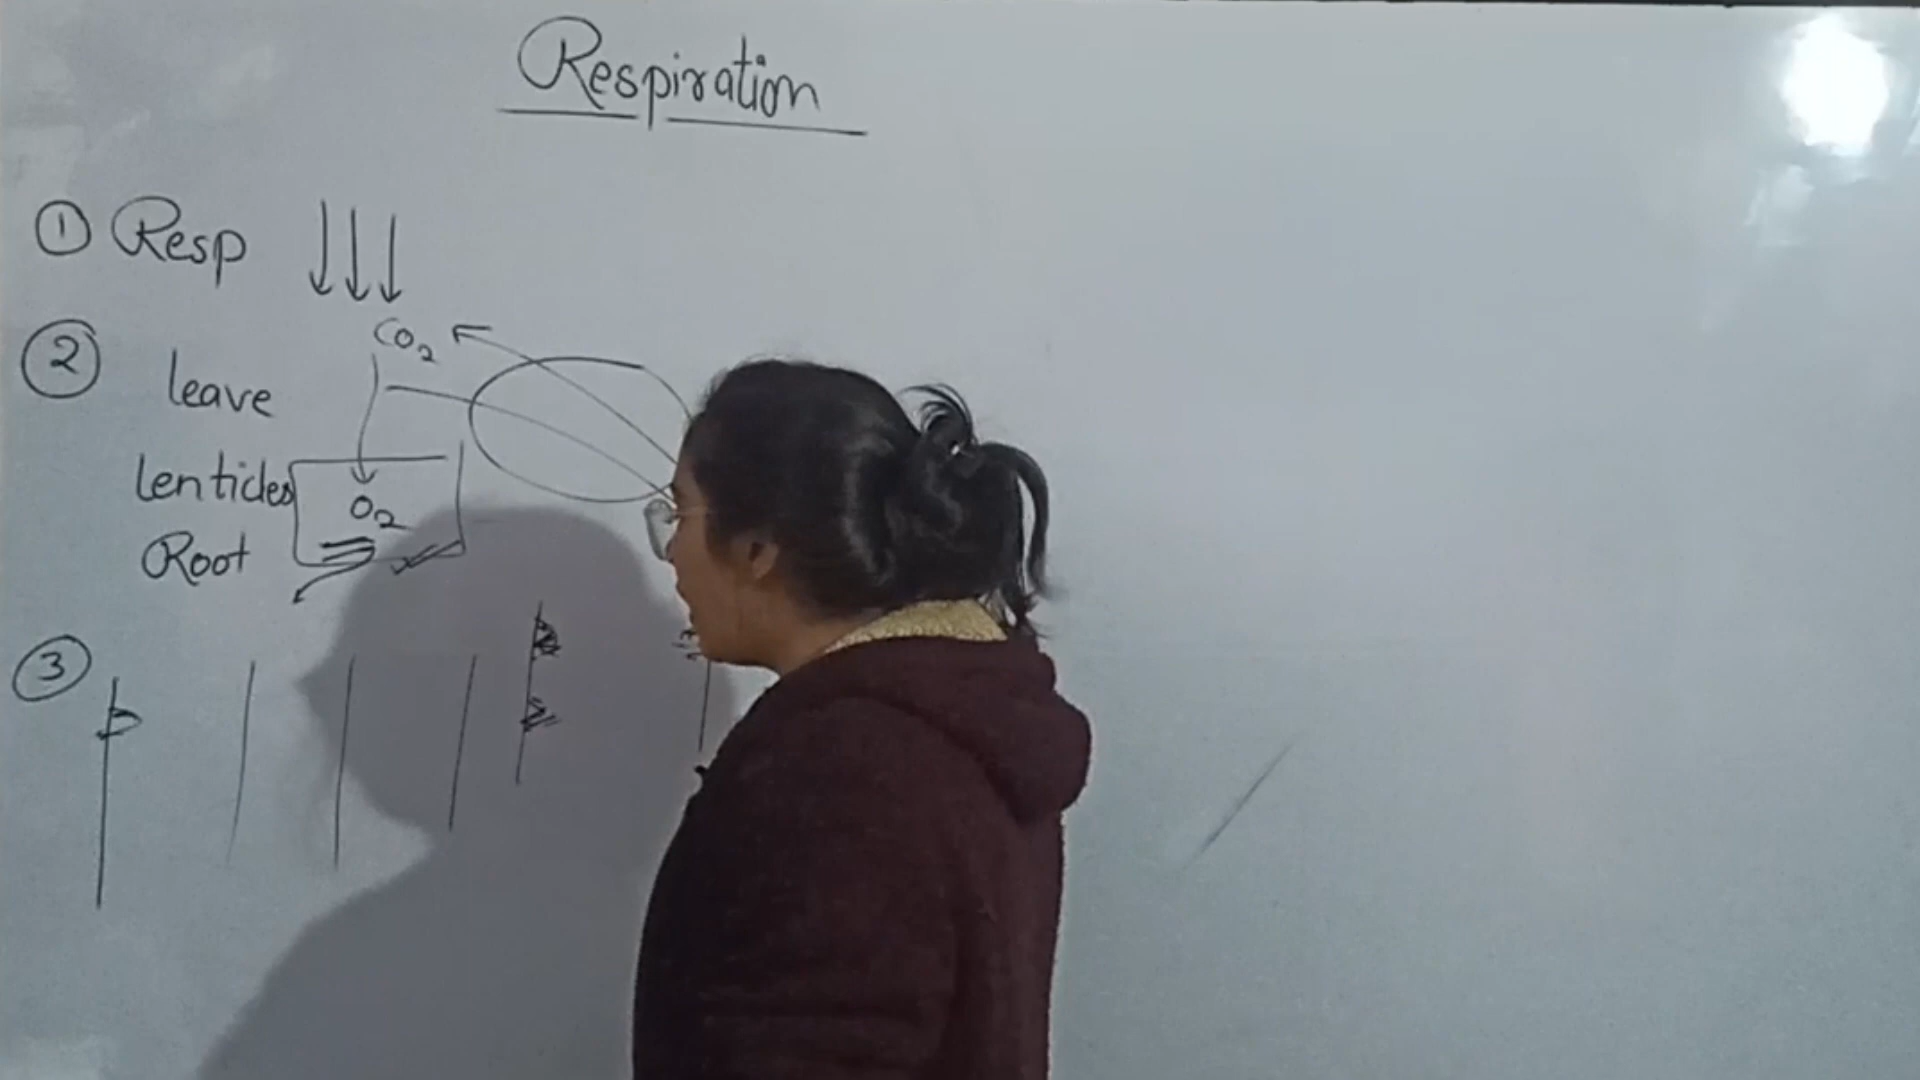 Respiration
① Resp
CO2
② leave
lenticles
O2
Root
③